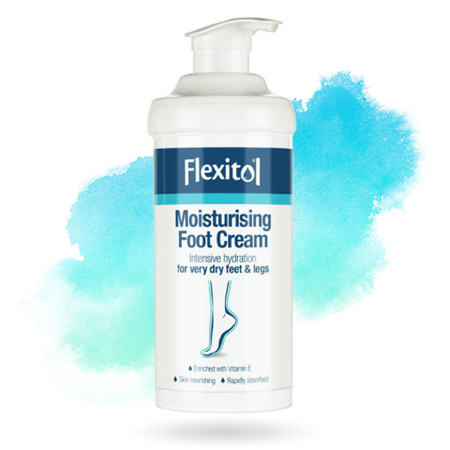 Flexitol
Moisturising
Foot Cream
Intensive hydration
for very dry feet & legs
Enriched with Vitamin E
Skin nourishing Rapidly absorbed